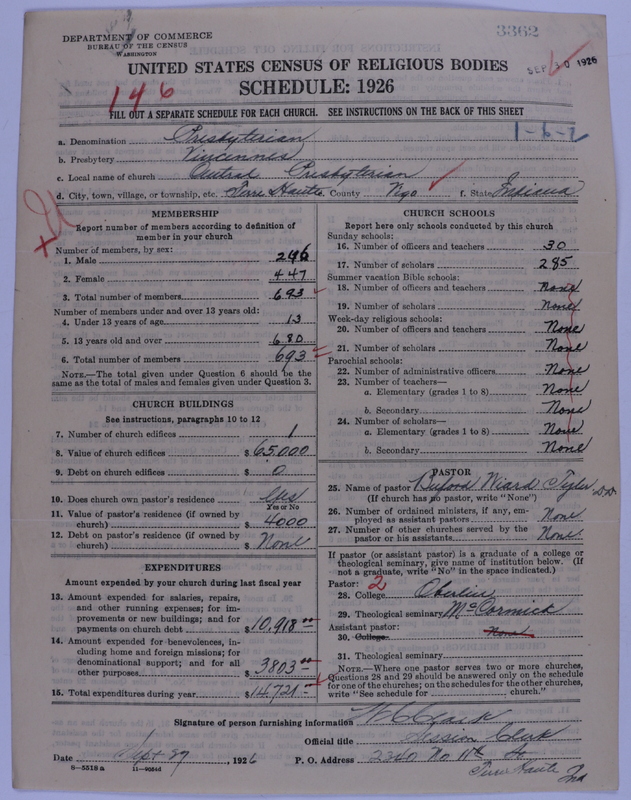 DEPARTMENT OF COMMERCE
BUREAU OF THE CENSUS
WASHINGTON
3362
UNITED STATES CENSUS OF RELIGIOUS BODIES
SEP 30 1926
SCHEDULE: 1926
146
FILL OUT A SEPARATE SCHEDULE FOR EACH CHURCH. SEE INSTRUCTIONS ON THE BACK OF THIS SHEET
1-6-2
a. Denomination Presbyterian
b. Presbytery Vincennes
c. Local name of church Central Presbyterian
d. City, town, village, or township, etc. Terre Haute County Vigo f. State Indiana
MEMBERSHIP
Report number of members according to definition of
member in your church
Number of members, by sex:
1. Male 246
2. Female 447
3. Total number of members 693
Number of members under and over 13 years old:
4. Under 13 years of age 13
5. 13 years old and over 680
6. Total number of members 693
NOTE.—The total given under Question 6 should be the
same as the total of males and females given under Question 3.
CHURCH BUILDINGS
See instructions, paragraphs 10 to 12
7. Number of church edifices 1
8. Value of church edifices $ 65,000
9. Debt on church edifices $ 0
10. Does church own pastor's residence Yes
Yes or No
11. Value of pastor's residence (if owned by
church) $ 4000
12. Debt on pastor's residence (if owned by
church) $ None
EXPENDITURES
Amount expended by your church during last fiscal year
13. Amount expended for salaries, repairs,
and other running expenses; for im-
provements or new buildings; and for
payments on church debt $ 10,918 00
14. Amount expended for benevolences, in-
cluding home and foreign missions; for
denominational support; and for all
other purposes $ 3803 00
15. Total expenditures during year $ 14,721 00
CHURCH SCHOOLS
Report here only schools conducted by this church
Sunday schools:
16. Number of officers and teachers 30
17. Number of scholars 285
Summer vacation Bible schools:
18. Number of officers and teachers None
19. Number of scholars None
Week-day religious schools:
20. Number of officers and teachers None
21. Number of scholars None
Parochial schools:
22. Number of administrative officers None
23. Number of teachers—
a. Elementary (grades 1 to 8) None
b. Secondary None
24. Number of scholars—
a. Elementary (grades 1 to 8) None
b. Secondary None
PASTOR
25. Name of pastor Buford Wiard Tyler D.D.
(If church has no pastor, write "None")
26. Number of ordained ministers, if any, em-
ployed as assistant pastors None
27. Number of other churches served by the
pastor or his assistants None
If pastor (or assistant pastor) is a graduate of a college or
theological seminary, give name of institution below. (If
not a graduate, write "No" in the space indicated.)
Pastor: 2
28. College Oberlin
29. Theological seminary McCormick
Assistant pastor:
30. College None
31. Theological seminary
NOTE.—Where one pastor serves two or more churches,
Questions 28 and 29 should be answered only on the schedule
for one of the churches; on the schedules for the other churches,
write "See schedule for church."
Signature of person furnishing information
Official title Session Clerk
Date Sept 29, 1926 P. O. Address 2340 No. 11th St.
8-5518a 11-9056d
Terre Haute Ind